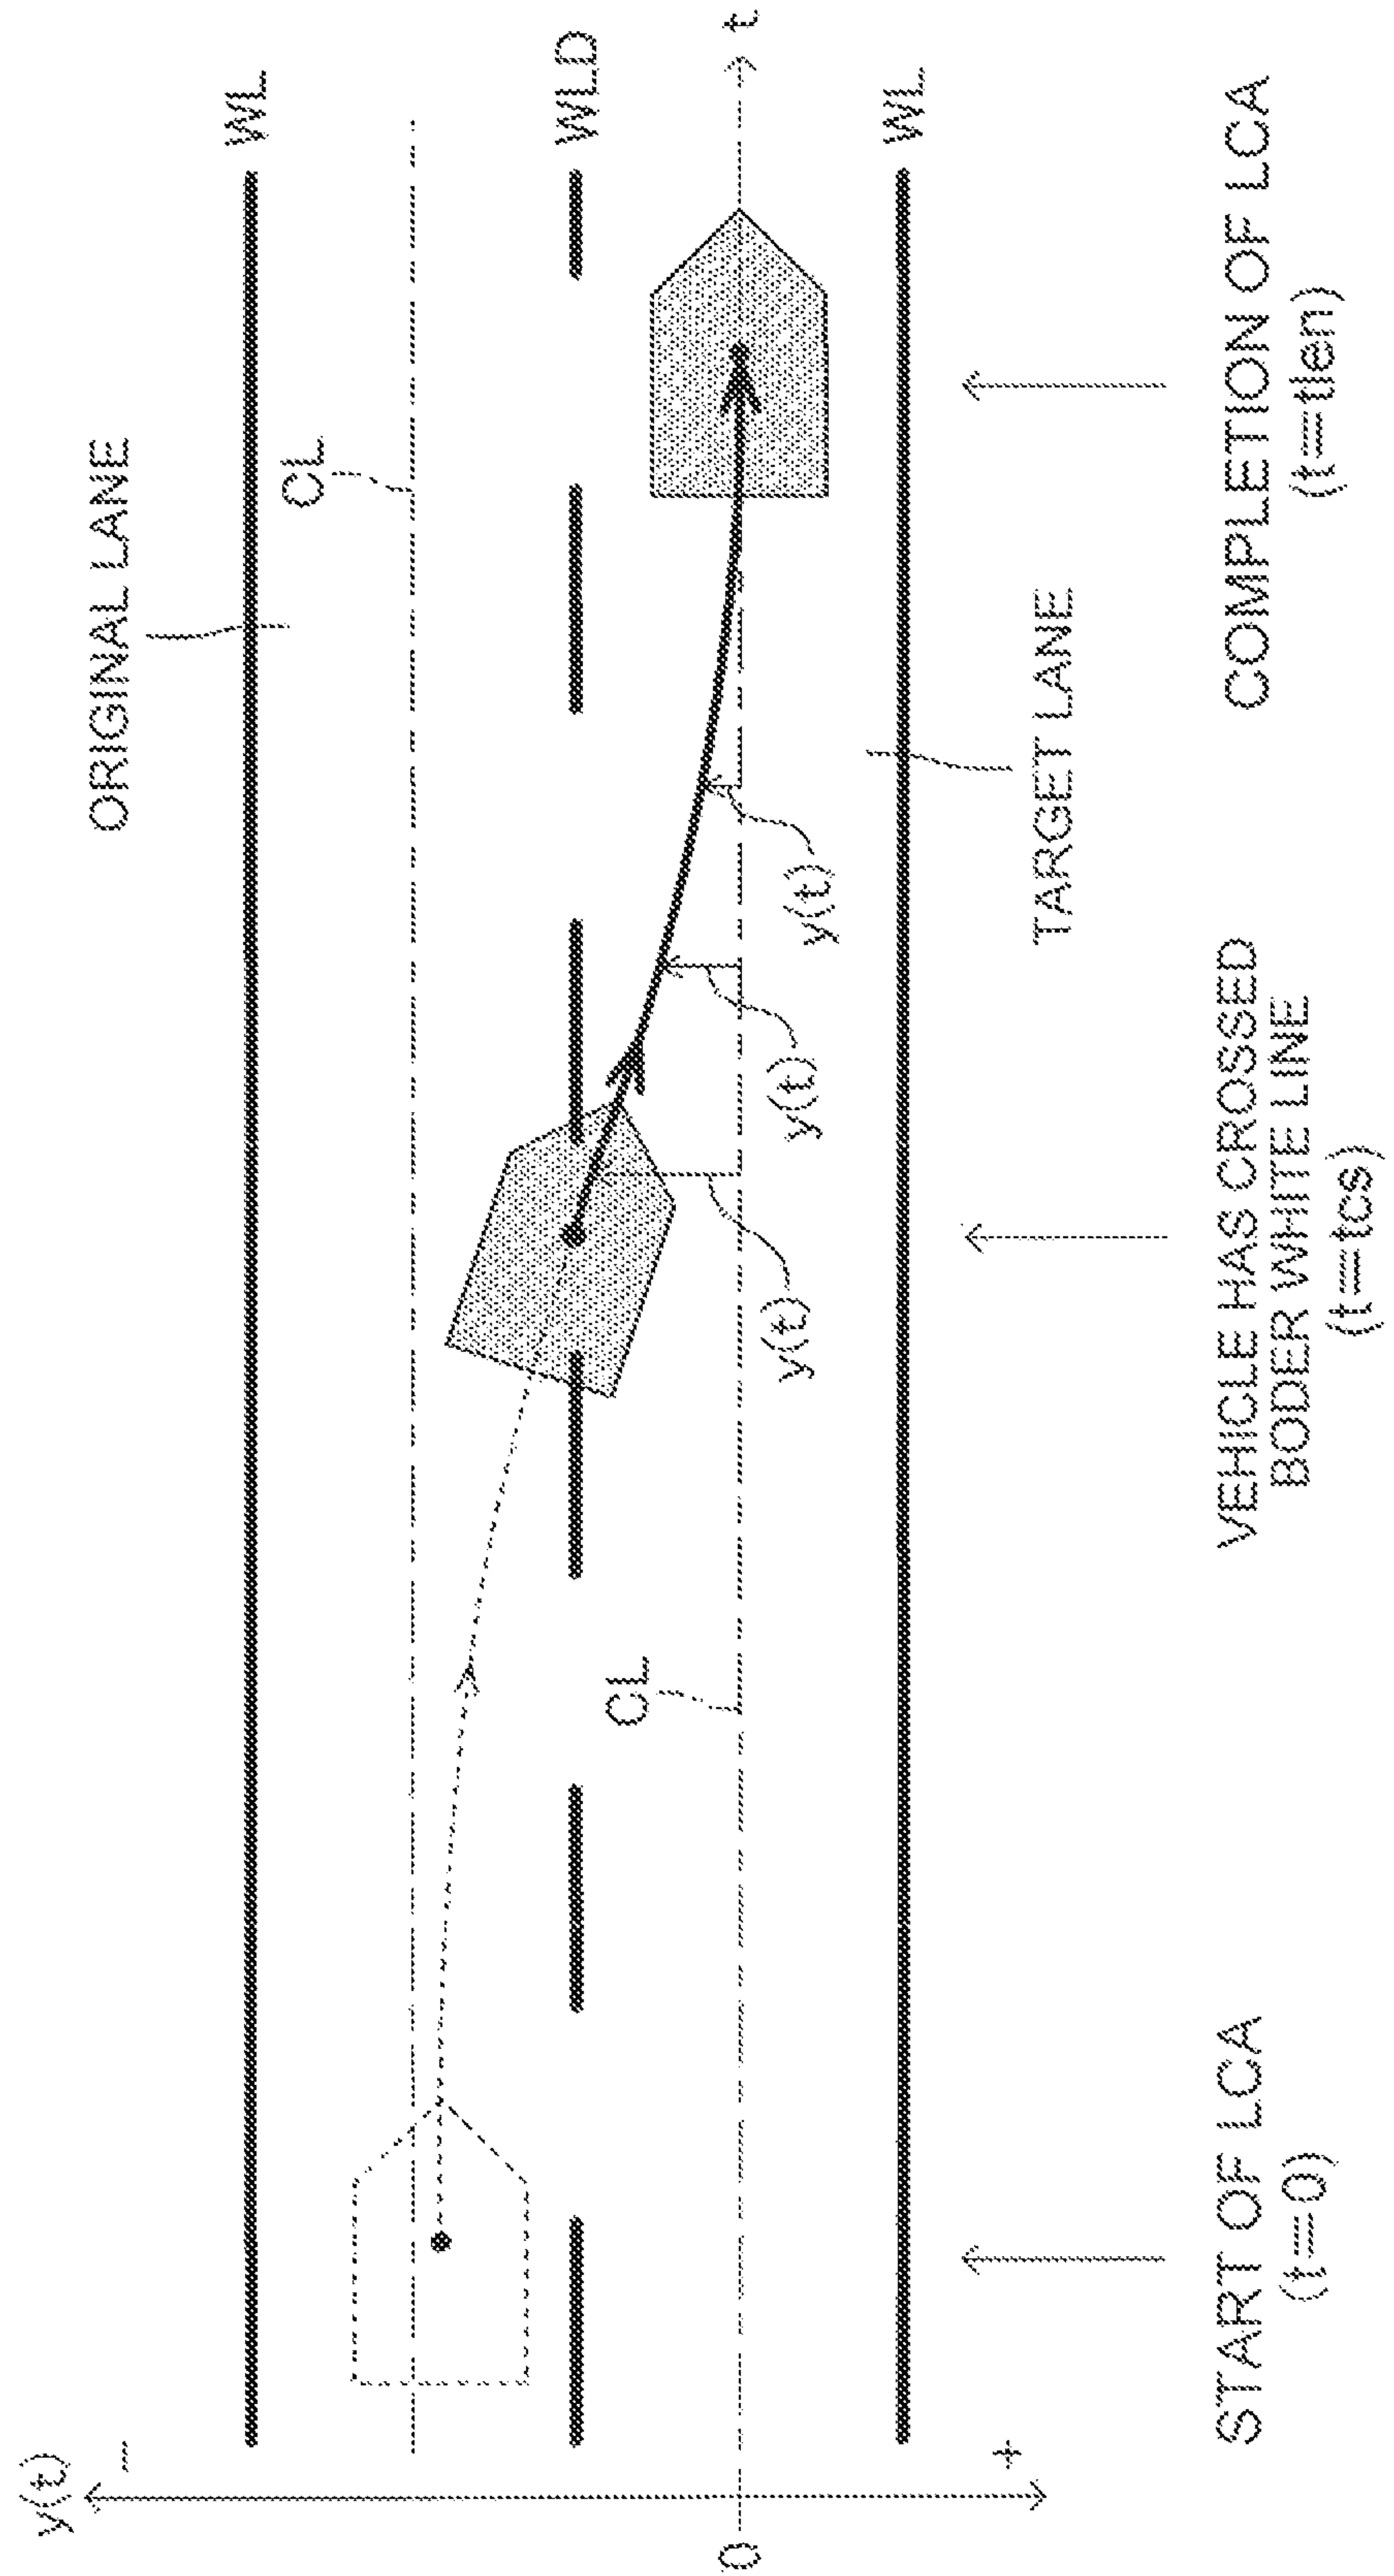 y(t)
−
ORIGINAL LANE
CL
WL
WLD
CL
0
t
y(t)
y(t)
y(t)
WL
+
TARGET LANE
START OF LCA
(t=0)
VEHICLE HAS CROSSED
BODER WHITE LINE
(t=tcs)
COMPLETION OF LCA
(t=tlen)